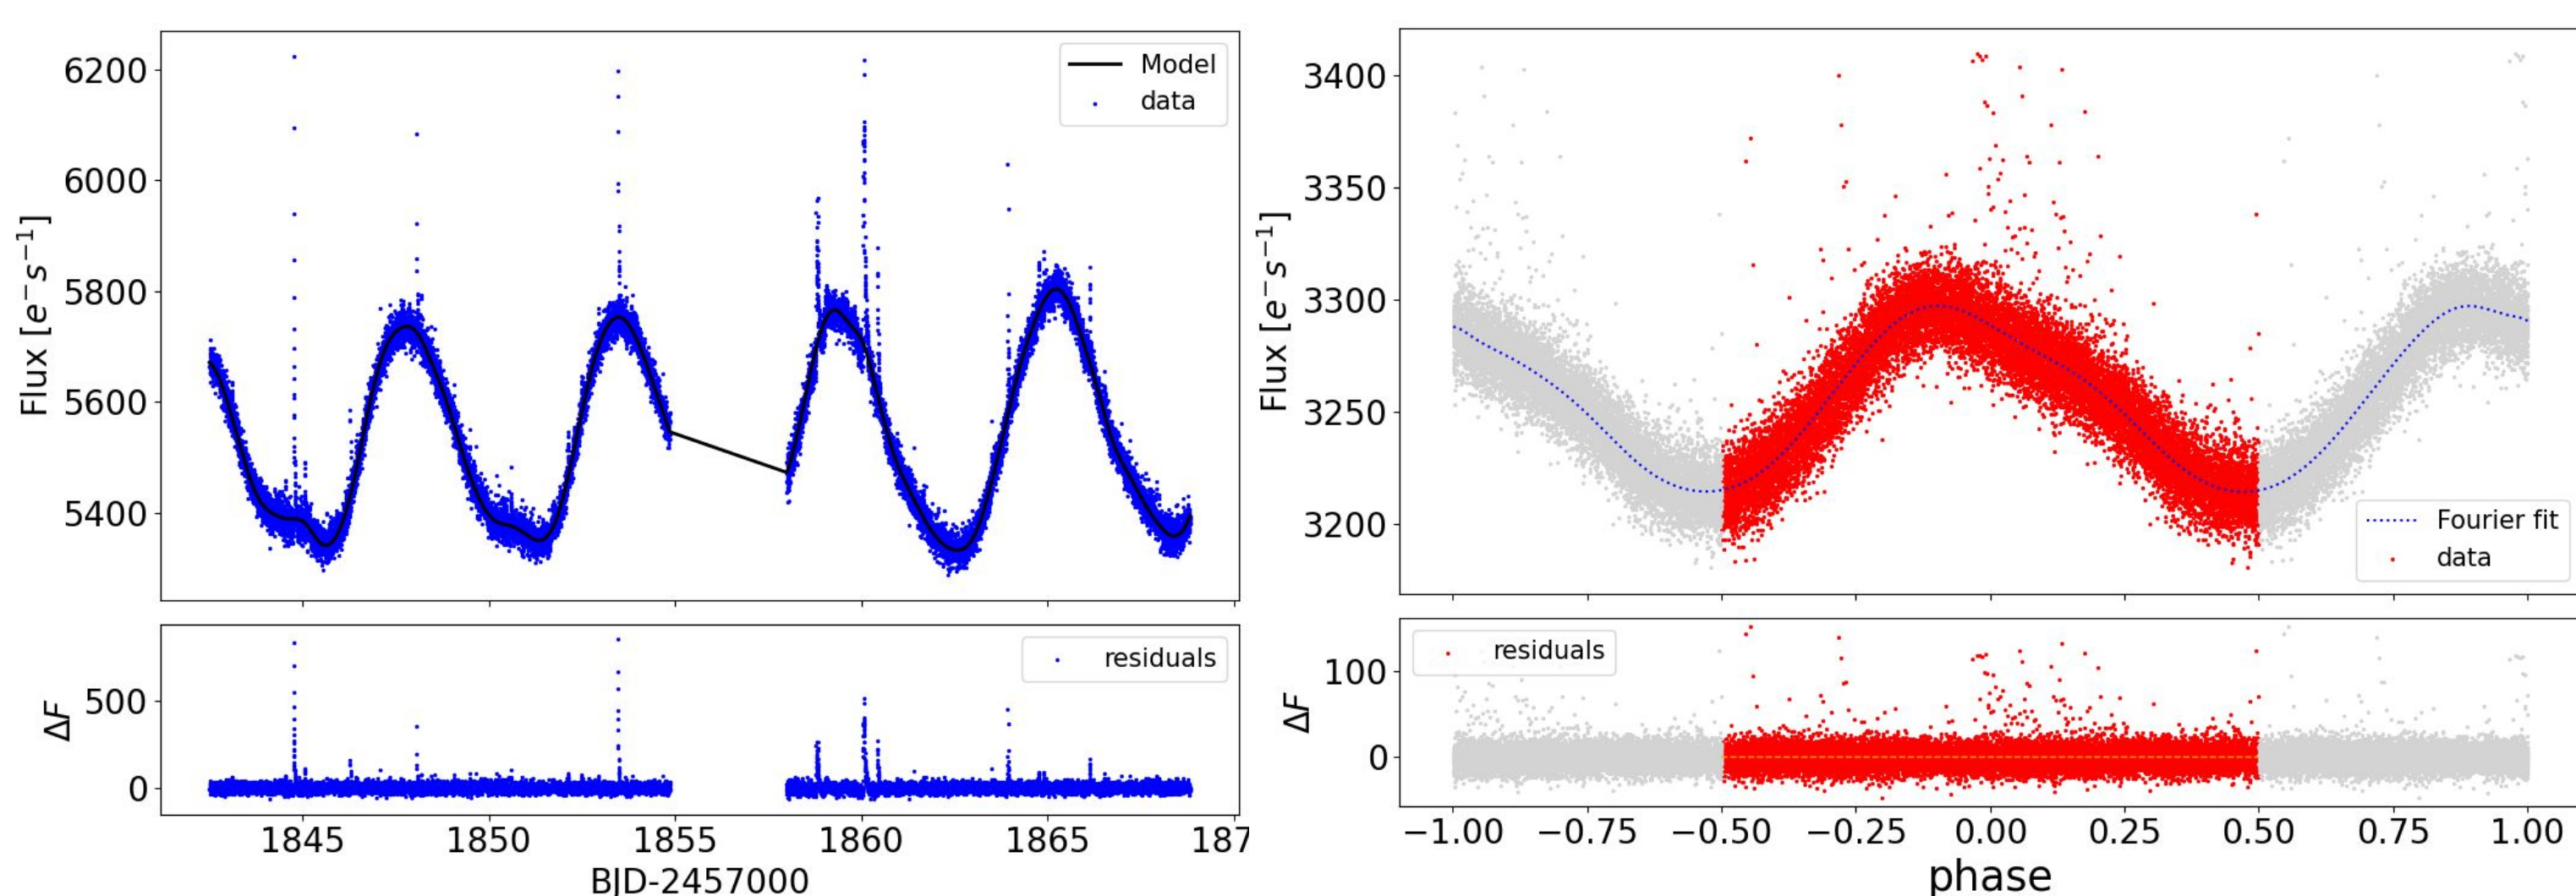 Flux [e⁻s⁻¹]
6200
6000
5800
5600
5400
Model
data
ΔF
500
0
residuals
1845
1850
1855
1860
1865
187
BJD-2457000
Flux [e⁻s⁻¹]
3400
3350
3300
3250
3200
Fourier fit
data
ΔF
100
0
residuals
−1.00
−0.75
−0.50
−0.25
0.00
0.25
0.50
0.75
1.00
phase